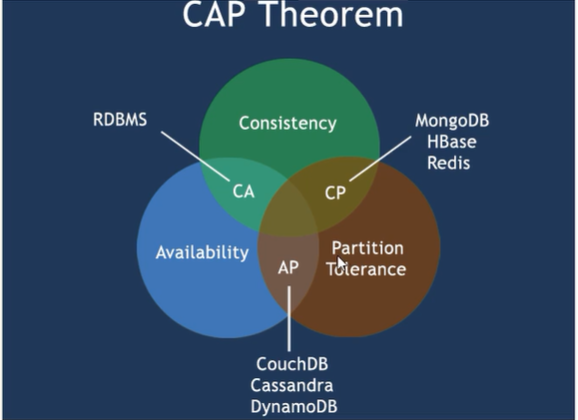 CAP Theorem
RDBMS
Consistency
MongoDB
HBase
Redis
CA
CP
Availability
Partition
Tolerance
AP
CouchDB
Cassandra
DynamoDB